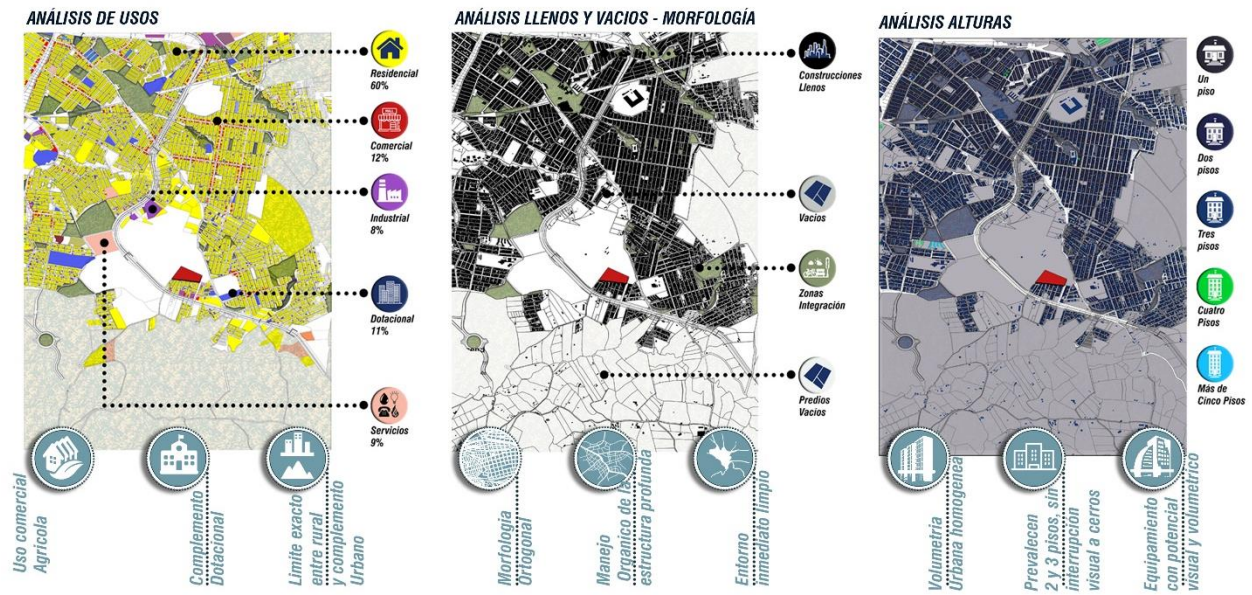 ANÁLISIS DE USOS
Residencial
60%
Comercial
12%
Industrial
8%
Dotacional
11%
Servicios
9%
Uso comercial
Agricola
Complemento
Dotacional
Limite exacto
entre rural
y complemento
Urbano
ANÁLISIS LLENOS Y VACIOS - MORFOLOGÍA
Construcciones
Llenos
Vacios
Zonas
Integración
Predios
Vacios
Morfologia
Ortogonal
Manejo
Organico de la
estructura profunda
Entorno
inmediato limpio
ANÁLISIS ALTURAS
Un
piso
Dos
pisos
Tres
pisos
Cuatro
Pisos
Más de
Cinco Pisos
Volumetria
Urbana homogenea
Prevalecen
2 y 3 pisos, sin
interrupción
visual a cerros
Equipamiento
con potencial
visual y volumétrico